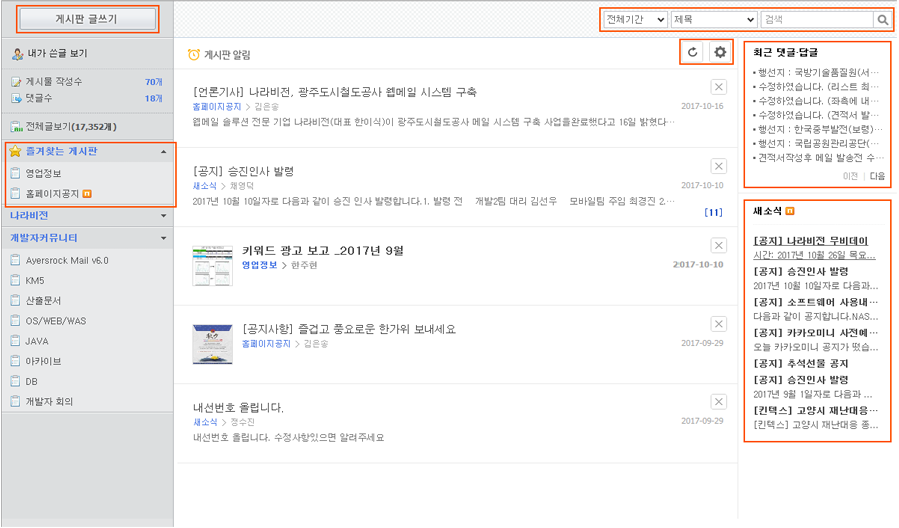 게시판 글쓰기
전체기간 제목 검색
내가 쓴글 보기
게시물 작성수 70개
댓글수 18개
전체글보기(17,352개)
즐겨찾는 게시판
영업정보
홈페이지공지 n
나라비전
개발자커뮤니티
Ayersrock Mail v6.0
KM5
산출문서
OS/WEB/WAS
JAVA
아카이브
DB
개발자 회의
게시판 알림
[언론기사] 나라비전, 광주도시철도공사 웹메일 시스템 구축
홈페이지공지 > 김은송 2017-10-16
웹메일 솔루션 전문 기업 나라비전(대표 한이식)이 광주도시철도공사 메일 시스템 구축 사업를완료했다고 16일 밝혔다…
[공지] 승진인사 발령
새소식 > 채영덕 2017-10-10
2017년 10월 10일자로 다음과 같이 승진 인사 발령합니다.1. 발령 전 개발2팀 대리 김선우 모바일팀 주임 최경진 2.…
[11]
키워드 광고 보고 _2017년 9월
영업정보 > 한주현 2017-10-10
[공지사항] 즐겁고 풍요로운 한가위 보내세요
홈페이지공지 > 김은송 2017-09-29
내선번호 올립니다.
새소식 > 정수진 2017-09-29
내선번호 올립니다. 수정사항있으면 알려주세요
최근 댓글·답글
행선지 : 국방기술품질원(서…
수정하였습니다. (리스트 최…
수정하였습니다. (좌측에 내…
수정하였습니다. (견적서 발…
행선지 : 한국중부발전(보령)…
행선지 : 국립공원관리공단(…
견적서작성후 메일 발송전 수…
이전 | 다음
새소식 n
[공지] 나라비전 무비데이
시간: 2017년 10월 26일 목요…
[공지] 승진인사 발령
2017년 10월 10일자로 다음과…
[공지] 소프트웨어 사용내…
다음과 같이 공지합니다.NAS…
[공지] 카카오미니 사전예…
오늘 카카오미니 공지가 떴습…
[공지] 추석선물 공지
[공지] 승진인사 발령
2017년 9월 1일자로 다음과 …
[킨텍스] 고양시 재난대응…
[킨텍스] 고양시 재난대응 종…